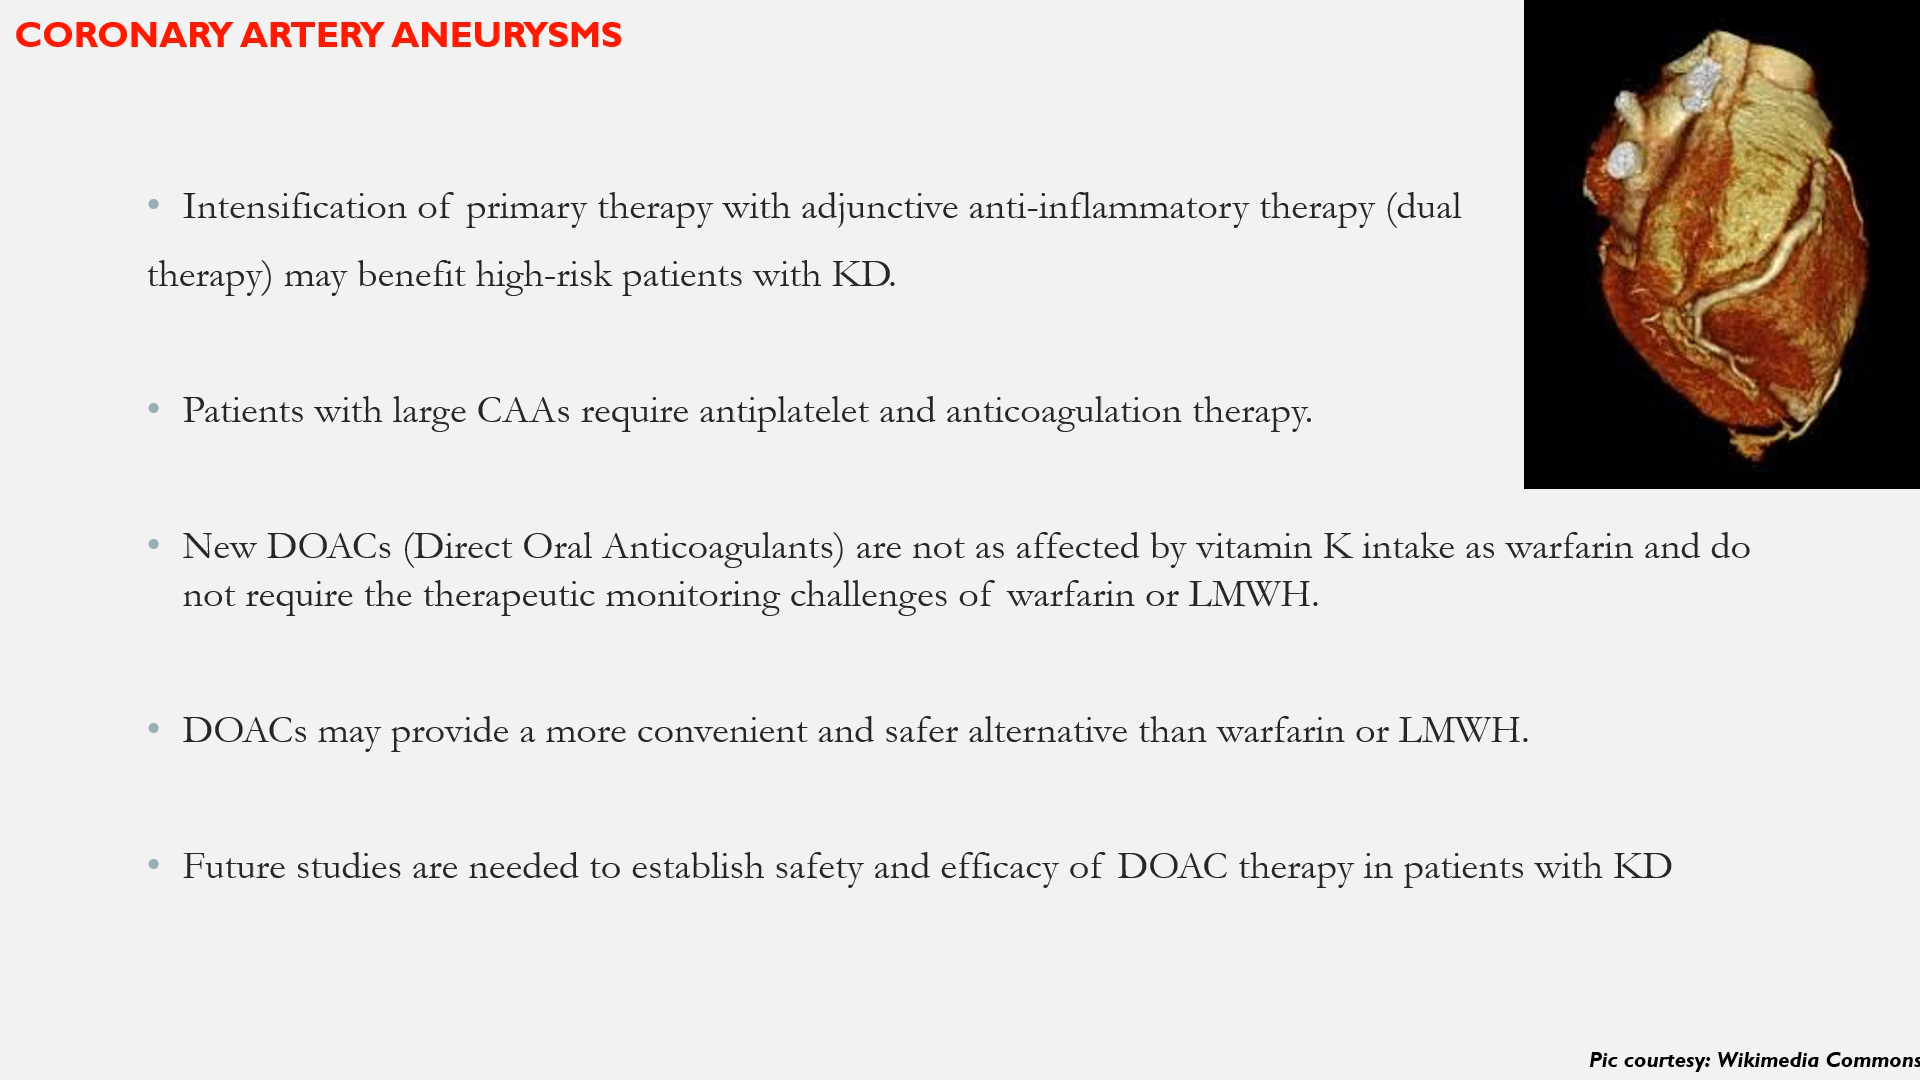 CORONARY ARTERY ANEURYSMS
• Intensification of primary therapy with adjunctive anti-inflammatory therapy (dual
therapy) may benefit high-risk patients with KD.
• Patients with large CAAs require antiplatelet and anticoagulation therapy.
• New DOACs (Direct Oral Anticoagulants) are not as affected by vitamin K intake as warfarin and do
not require the therapeutic monitoring challenges of warfarin or LMWH.
• DOACs may provide a more convenient and safer alternative than warfarin or LMWH.
• Future studies are needed to establish safety and efficacy of DOAC therapy in patients with KD
Pic courtesy: Wikimedia Commons